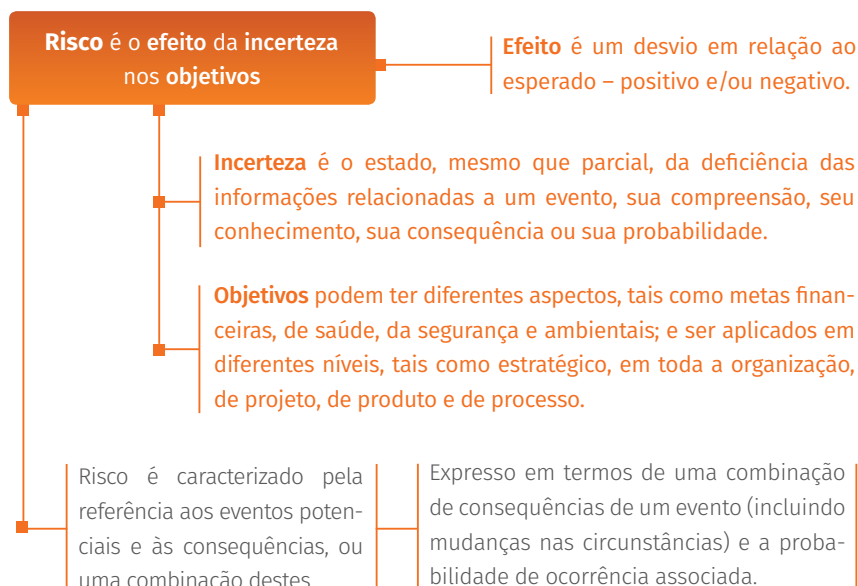 Risco é o efeito da incerteza
nos objetivos
Efeito é um desvio em relação ao
esperado – positivo e/ou negativo.
Incerteza é o estado, mesmo que parcial, da deficiência das
informações relacionadas a um evento, sua compreensão, seu
conhecimento, sua consequência ou sua probabilidade.
Objetivos podem ter diferentes aspectos, tais como metas finan-
ceiras, de saúde, da segurança e ambientais; e ser aplicados em
diferentes níveis, tais como estratégico, em toda a organização,
de projeto, de produto e de processo.
Risco é caracterizado pela
referência aos eventos poten-
ciais e às consequências, ou
uma combinação destes
Expresso em termos de uma combinação
de consequências de um evento (incluindo
mudanças nas circunstâncias) e a proba-
bilidade de ocorrência associada.